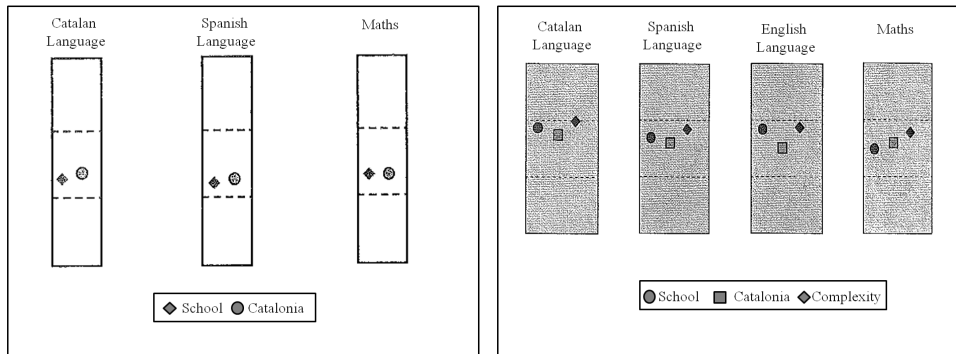 Catalan
Language
Spanish
Language
Maths
School
Catalonia
Catalan
Language
Spanish
Language
English
Language
Maths
School
Catalonia
Complexity